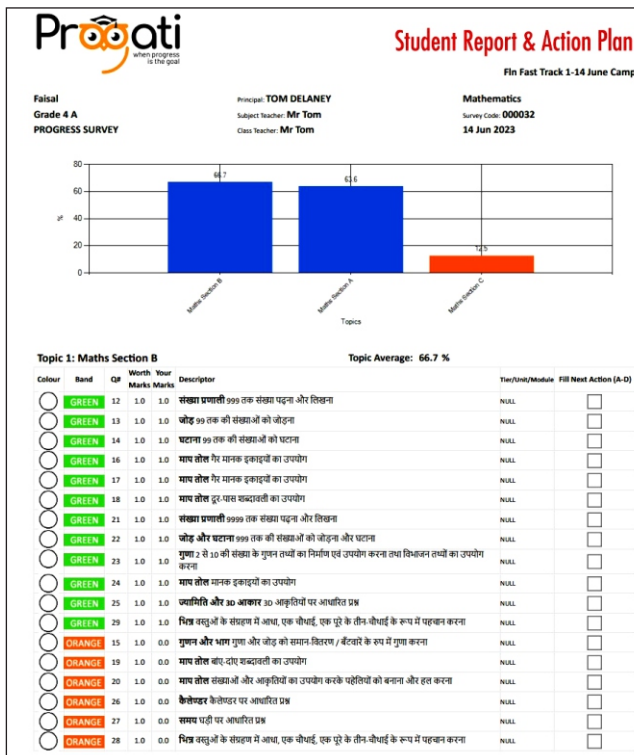 Progati
when progress
is the goal
Student Report & Action Plan
Fln Fast Track 1-14 June Camp
Faisal Principal: TOM DELANEY Mathematics
Grade 4 A Subject Teacher: Mr Tom Survey Code: 000032
PROGRESS SURVEY Class Teacher: Mr Tom 14 Jun 2023
80
60
40
20
0
%
66.7
63.6
12.5
Maths Section B
Maths Section A
Maths Section C
Topics
Topic 1: Maths Section B Topic Average: 66.7 %
Colour Band Q# Worth Marks Your Marks Descriptor Tier/Unit/Module Fill Next Action (A-D)
GREEN 12 1.0 1.0 संख्या प्रणाली 999 तक संख्या पढ़ना और लिखना NULL
GREEN 13 1.0 1.0 जोड़ 99 तक की संख्याओं को जोड़ना NULL
GREEN 14 1.0 1.0 घटाना 99 तक की संख्याओं को घटाना NULL
GREEN 16 1.0 1.0 माप तोल गैर मानक इकाइयों का उपयोग NULL
GREEN 17 1.0 1.0 माप तोल गैर मानक इकाइयों का उपयोग NULL
GREEN 18 1.0 1.0 माप तोल दूर-पास शब्दावली का उपयोग NULL
GREEN 21 1.0 1.0 संख्या प्रणाली 9999 तक संख्या पढ़ना और लिखना NULL
GREEN 22 1.0 1.0 जोड़ और घटाना 999 तक की संख्याओं को जोड़ना और घटाना NULL
GREEN 23 1.0 1.0 गुणा 2 से 10 की संख्या के गुणन तथ्यों का निर्माण एवं उपयोग करना तथा विभाजन तथ्यों का उपयोग NULL
करना
GREEN 24 1.0 1.0 माप तोल मानक इकाइयों का उपयोग NULL
GREEN 25 1.0 1.0 ज्यामिति और 3D आकार 3D आकृतियों पर आधारित प्रश्न NULL
GREEN 29 1.0 1.0 भिन्न वस्तुओं के संग्रहण में आधा, एक चौथाई, एक पूरे के तीन-चौथाई के रूप में पहचान करना NULL
ORANGE 15 1.0 0.0 गुणन और भाग गुणा और जोड़ को समान-वितरण / बँटवारें के रुप में गुणा करना NULL
ORANGE 19 1.0 0.0 माप तोल बांए-दांए शब्दावली का उपयोग NULL
ORANGE 20 1.0 0.0 माप तोल संख्याओं और आकृतियों का उपयोग करके पहेलियों को बनाना और हल करना NULL
ORANGE 26 1.0 0.0 कैलेण्डर कैलेण्डर पर आधारित प्रश्न NULL
ORANGE 27 1.0 0.0 समय घड़ी पर आधारित प्रश्न NULL
ORANGE 28 1.0 0.0 भिन्न वस्तुओं के संग्रहण में आधा, एक चौथाई, एक पूरे के तीन-चौथाई के रूप में पहचान करना NULL